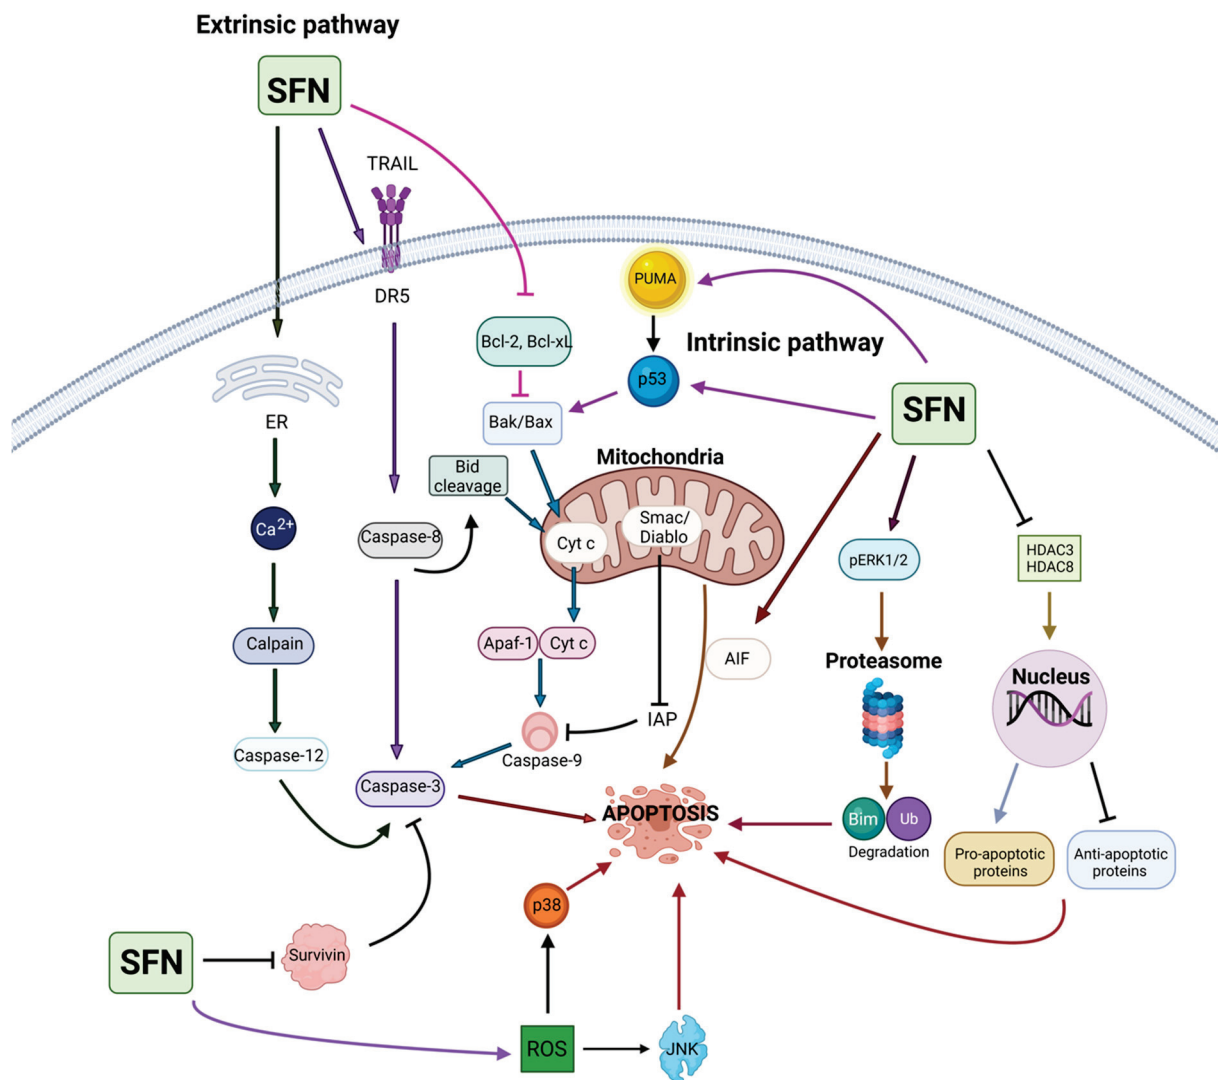 Extrinsic pathway
SFN
TRAIL
DR5
PUMA
Bcl-2, Bcl-xL
Intrinsic pathway
p53
SFN
ER
Bak/Bax
Mitochondria
Bid
cleavage
Smac/
Diablo
Ca2+
Caspase-8
Cyt c
pERK1/2
HDAC3
HDAC8
Calpain
Apaf-1
Cyt c
AIF
Proteasome
Nucleus
IAP
Caspase-12
Caspase-9
Caspase-3
APOPTOSIS
Bim
Ub
Degradation
Pro-apoptotic
proteins
Anti-apoptotic
proteins
p38
SFN
Survivin
ROS
JNK